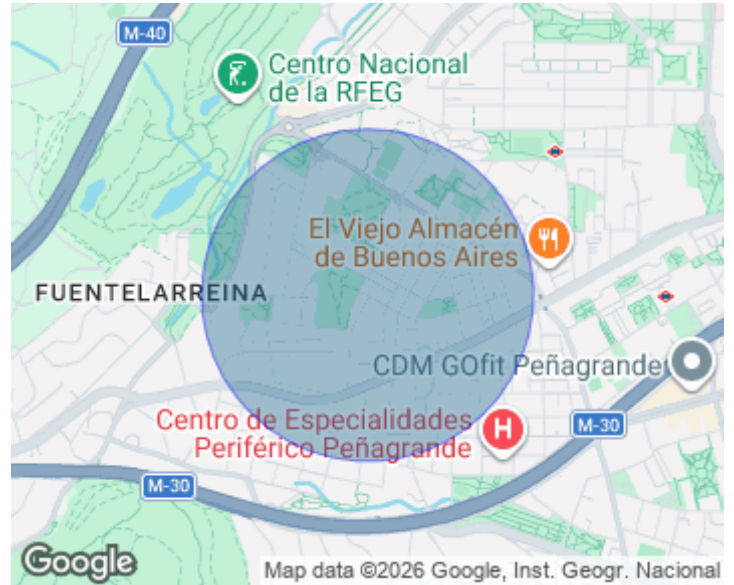 M-40
Centro Nacional
de la RFEG
El Viejo Almacén
de Buenos Aires
FUENTELARREINA
CDM GOfit Peñagrande
Centro de Especialidades
Periférico Peñagrande
H
M-30
M-30
Google
Map data ©2026 Google, Inst. Geogr. Nacional